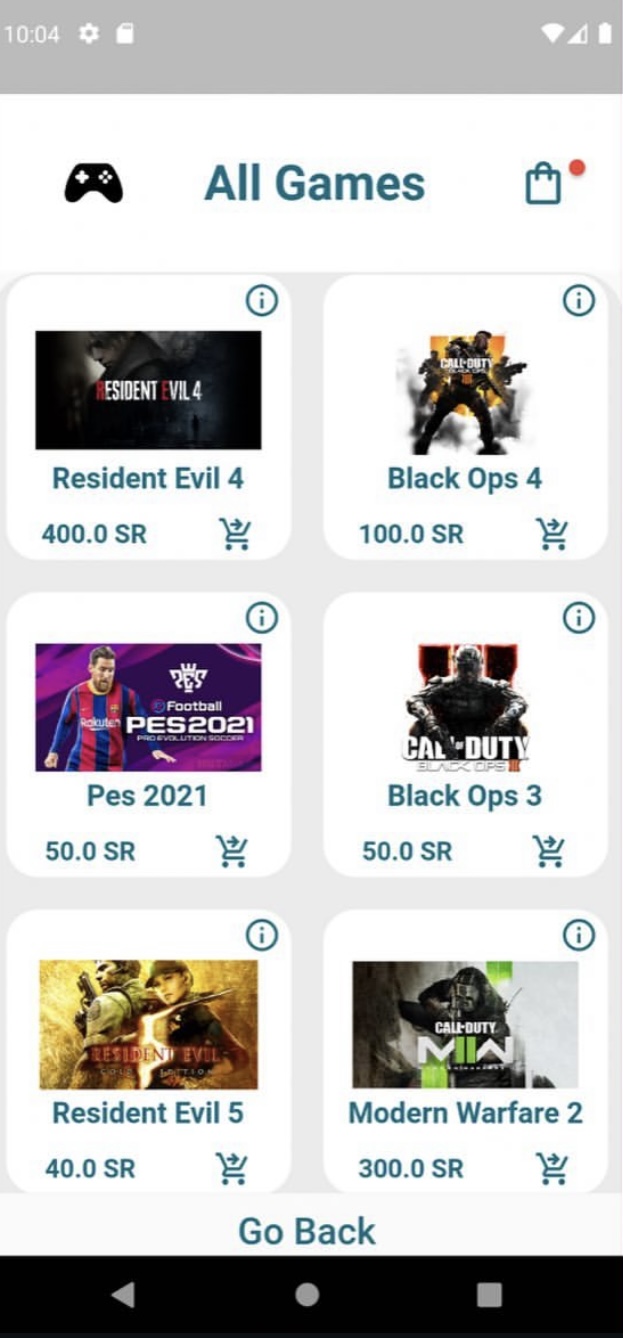 10:04
All Games
RESIDENT EVIL 4
Resident Evil 4
400.0 SR
CALL OF DUTY
BLACK OPS
Black Ops 4
100.0 SR
eFootball
PES2021
PRO EVOLUTION SOCCER
Rakuten
Pes 2021
50.0 SR
CALL OF DUTY
BLACK OPS III
Black Ops 3
50.0 SR
RESIDENT EVIL 5
GOLD EDITION
Resident Evil 5
40.0 SR
CALL OF DUTY
MWII
Modern Warfare 2
300.0 SR
Go Back